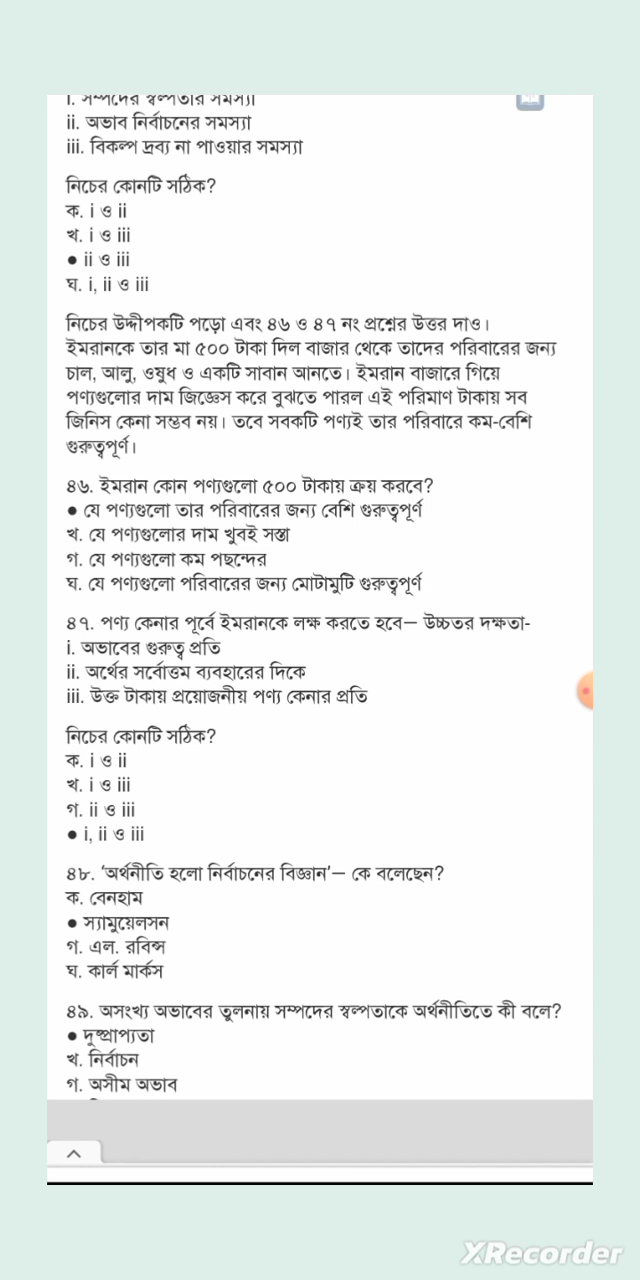 i. সম্পদের স্বল্পতার সমস্যা
ii. অভাব নির্বাচনের সমস্যা
iii. বিকল্প দ্রব্য না পাওয়ার সমস্যা
নিচের কোনটি সঠিক?
ক. i ও ii
খ. i ও iii
● ii ও iii
ঘ. i, ii ও iii
নিচের উদ্দীপকটি পড়ো এবং ৪৬ ও ৪৭ নং প্রশ্নের উত্তর দাও।
ইমরানকে তার মা ৫০০ টাকা দিল বাজার থেকে তাদের পরিবারের জন্য
চাল, আলু, ওষুধ ও একটি সাবান আনতে। ইমরান বাজারে গিয়ে
পণ্যগুলোর দাম জিজ্ঞেস করে বুঝতে পারল এই পরিমাণ টাকায় সব
জিনিস কেনা সম্ভব নয়। তবে সবকটি পণ্যই তার পরিবারে কম-বেশি
গুরুত্বপূর্ণ।
৪৬. ইমরান কোন পণ্যগুলো ৫০০ টাকায় ক্রয় করবে?
● যে পণ্যগুলো তার পরিবারের জন্য বেশি গুরুত্বপূর্ণ
খ. যে পণ্যগুলোর দাম খুবই সস্তা
গ. যে পণ্যগুলো কম পছন্দের
ঘ. যে পণ্যগুলো পরিবারের জন্য মোটামুটি গুরুত্বপূর্ণ
৪৭. পণ্য কেনার পূর্বে ইমরানকে লক্ষ করতে হবে— উচ্চতর দক্ষতা-
i. অভাবের গুরুত্ব প্রতি
ii. অর্থের সর্বোত্তম ব্যবহারের দিকে
iii. উক্ত টাকায় প্রয়োজনীয় পণ্য কেনার প্রতি
নিচের কোনটি সঠিক?
ক. i ও ii
খ. i ও iii
গ. ii ও iii
● i, ii ও iii
৪৮. ‘অর্থনীতি হলো নির্বাচনের বিজ্ঞান’— কে বলেছেন?
ক. বেনহাম
● স্যামুয়েলসন
গ. এল. রবিন্স
ঘ. কার্ল মার্কস
৪৯. অসংখ্য অভাবের তুলনায় সম্পদের স্বল্পতাকে অর্থনীতিতে কী বলে?
● দুষ্প্রাপ্যতা
খ. নির্বাচন
গ. অসীম অভাব
XRecorder